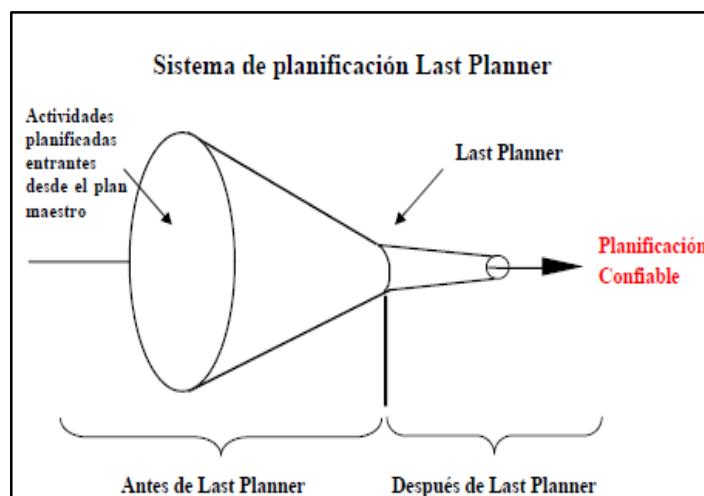 Sistema de planificación Last Planner
Actividades
planificadas
entrantes
desde el plan
maestro
Last Planner
Planificación
Confiable
Antes de Last Planner
Después de Last Planner